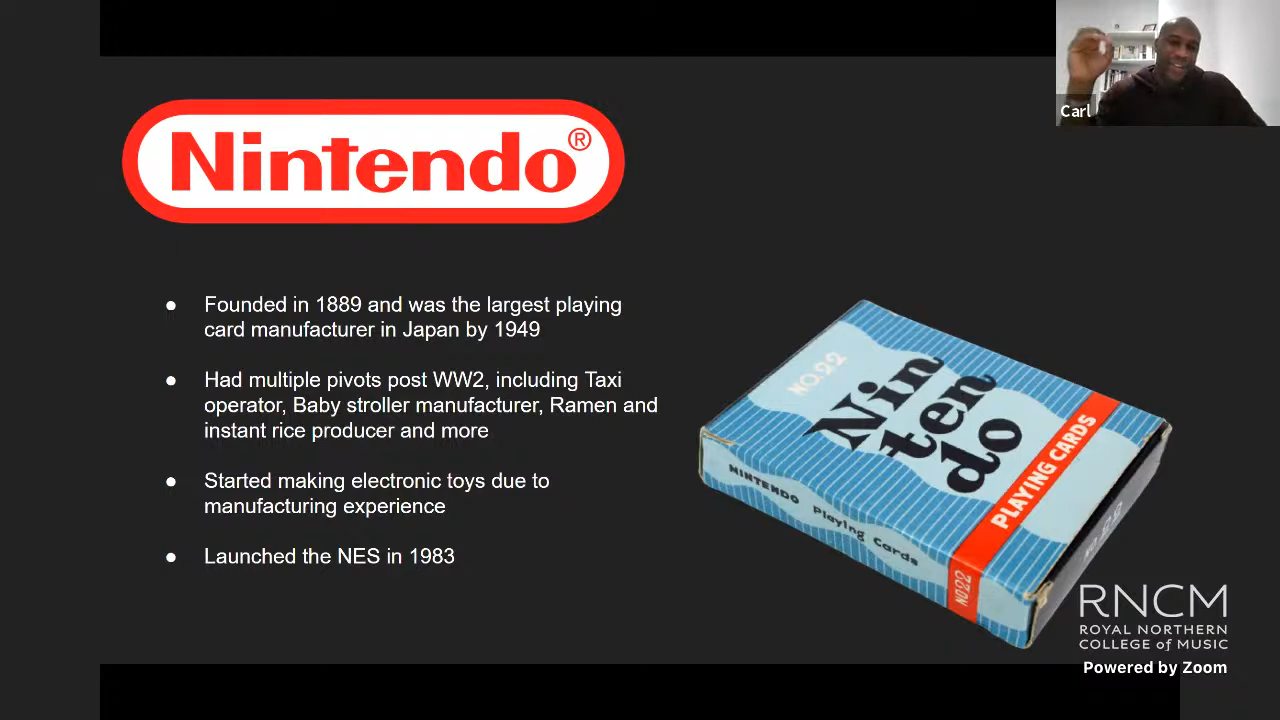 Nintendo®
Carl
● Founded in 1889 and was the largest playing
card manufacturer in Japan by 1949
● Had multiple pivots post WW2, including Taxi
operator, Baby stroller manufacturer, Ramen and
instant rice producer and more
● Started making electronic toys due to
manufacturing experience
● Launched the NES in 1983
NO.22
Nin
ten
do
PLAYING CARDS
NINTENDO Playing Cards
NO.22
RNCM
ROYAL NORTHERN
COLLEGE of MUSIC
Powered by Zoom